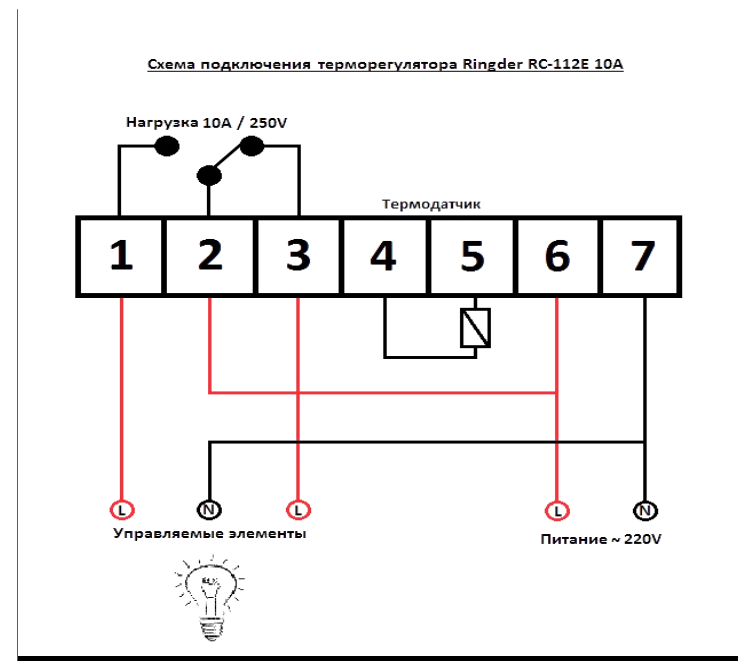 Схема подключения терморегулятора Ringder RC-112E 10A
Нагрузка 10А / 250V
Термодатчик
1 2 3 4 5 6 7
L N L L N
Управляемые элементы
Питание ~ 220V